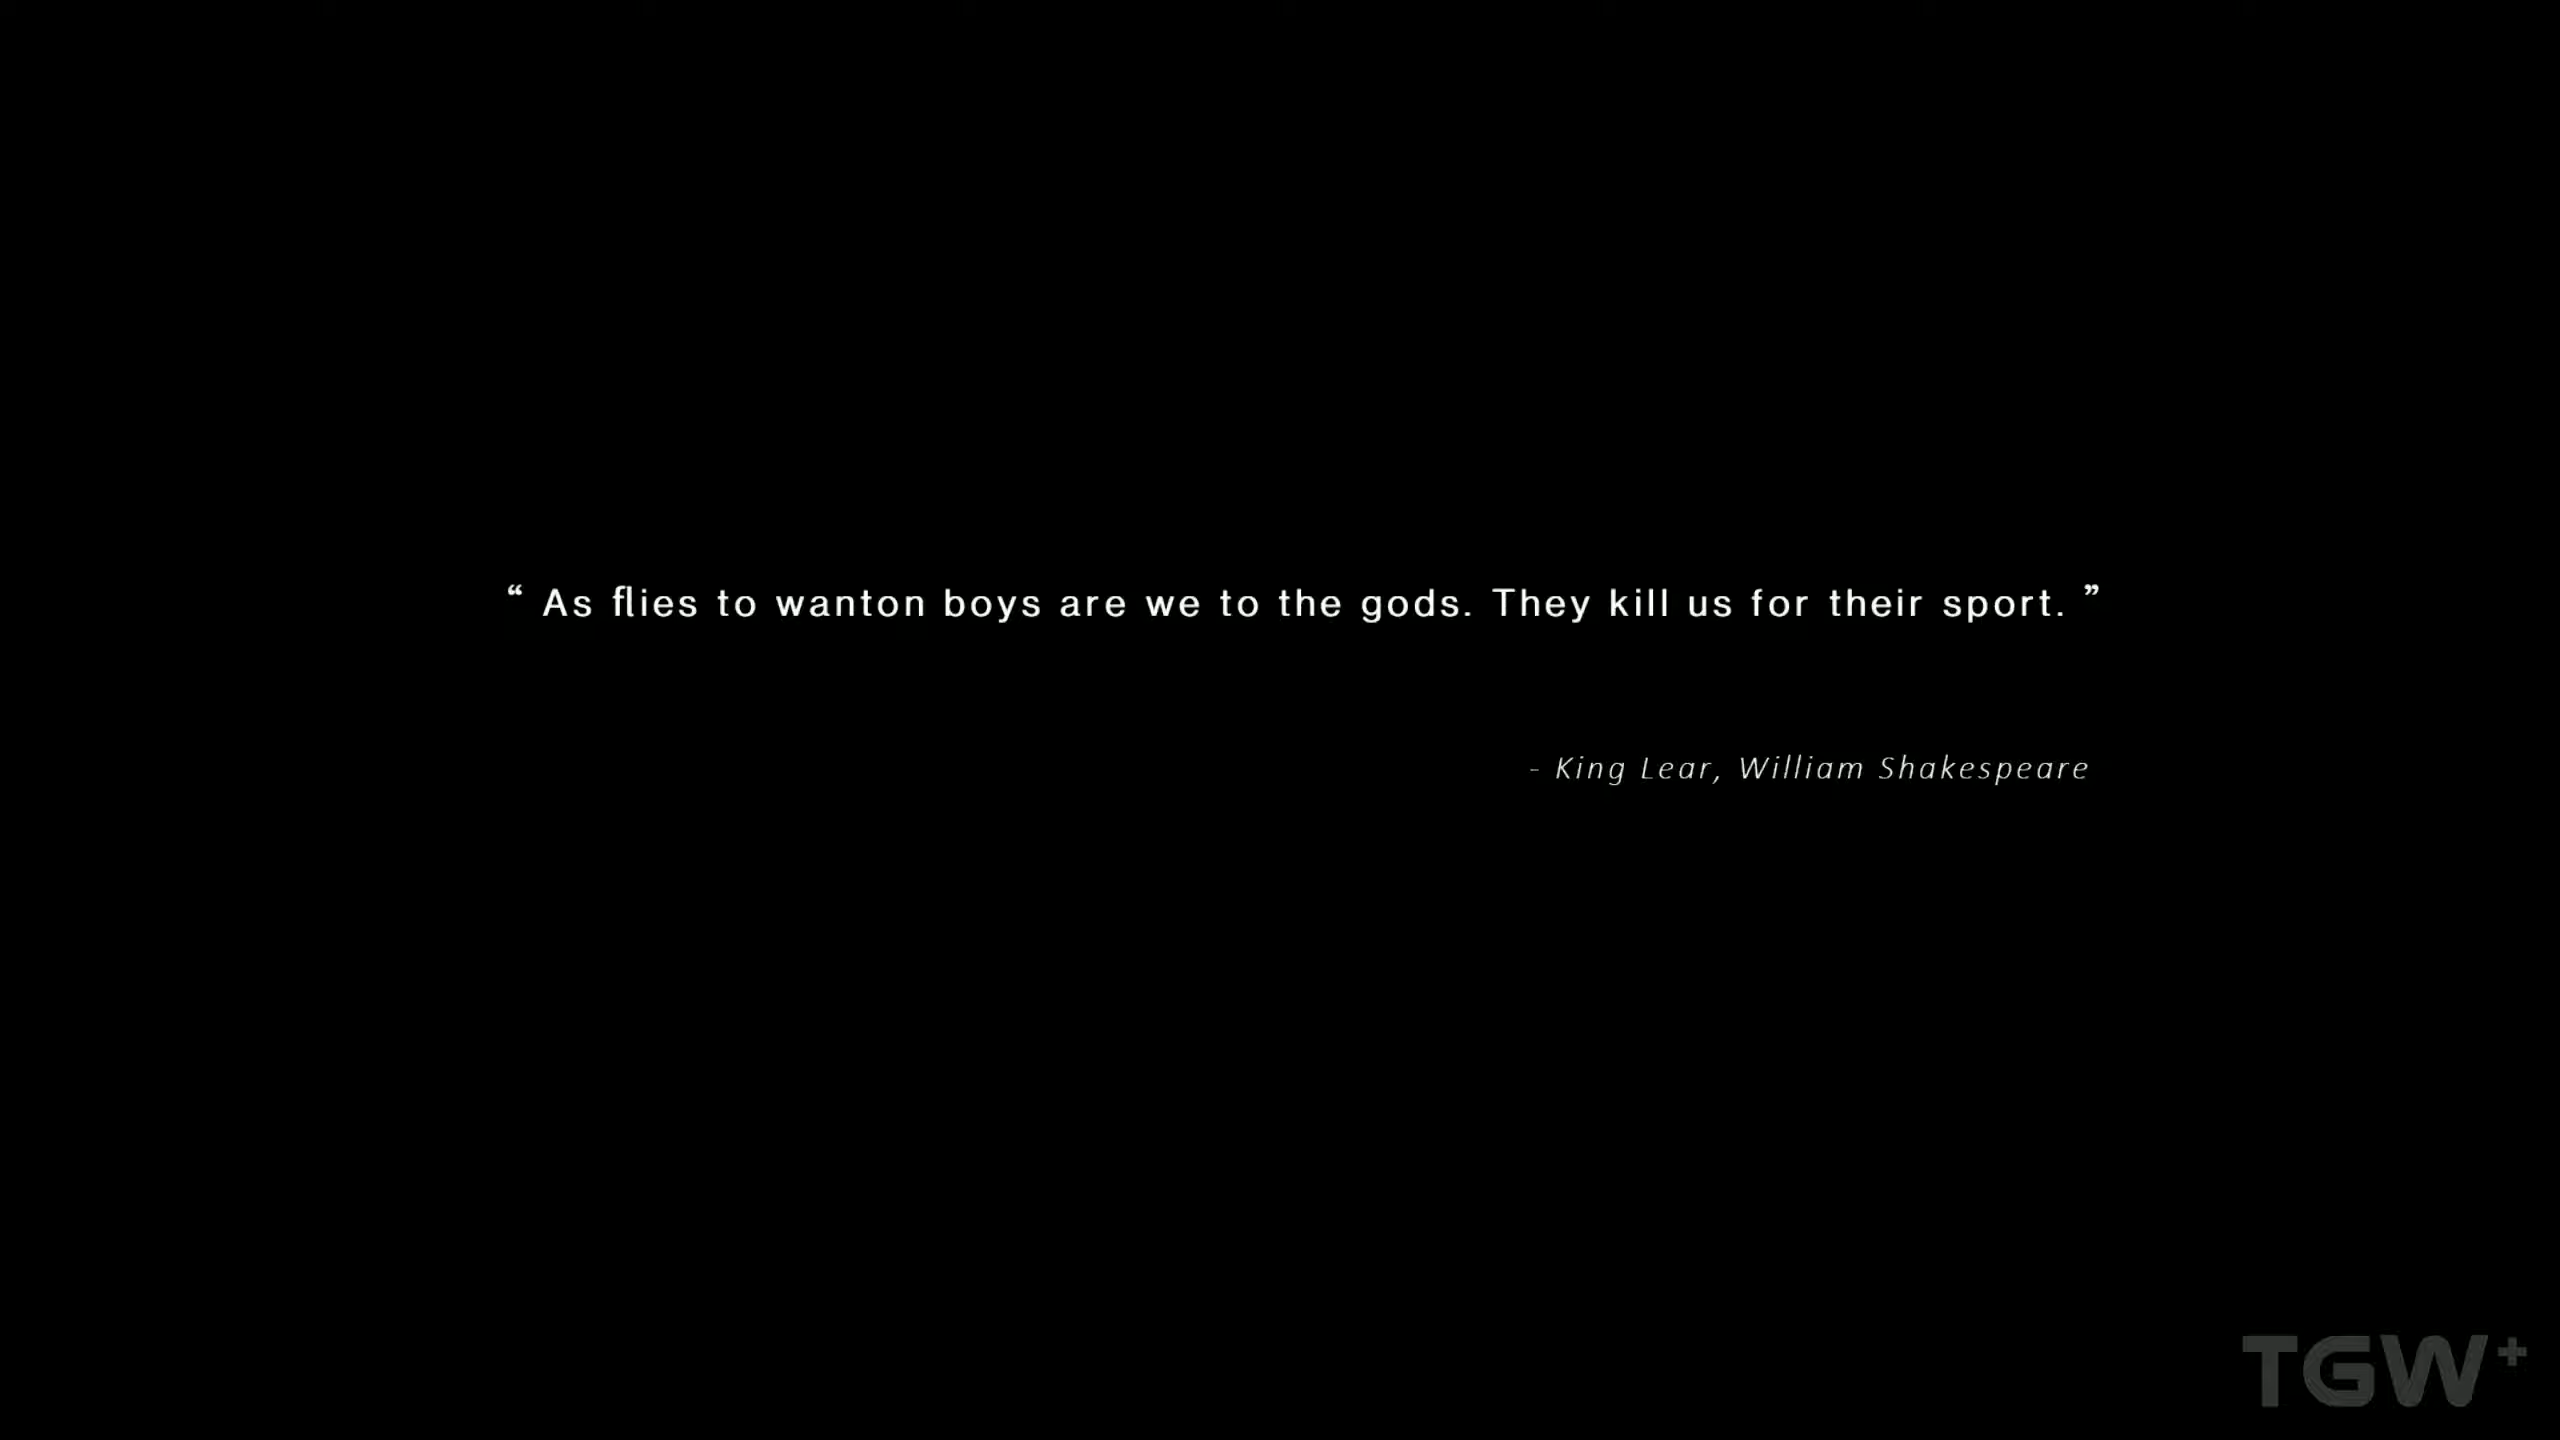 “ As flies to wanton boys are we to the gods. They kill us for their sport. ”
- King Lear, William Shakespeare
TGW+